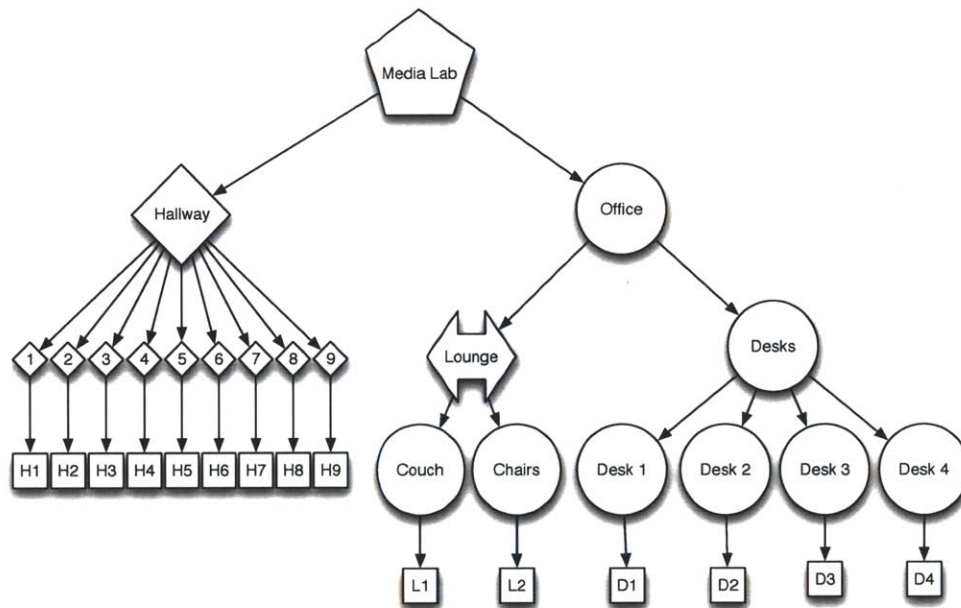 Media Lab
Hallway
Office
1 2 3 4 5 6 7 8 9
Lounge
Desks
H1 H2 H3 H4 H5 H6 H7 H8 H9
Couch Chairs Desk 1 Desk 2 Desk 3 Desk 4
L1 L2 D1 D2 D3 D4